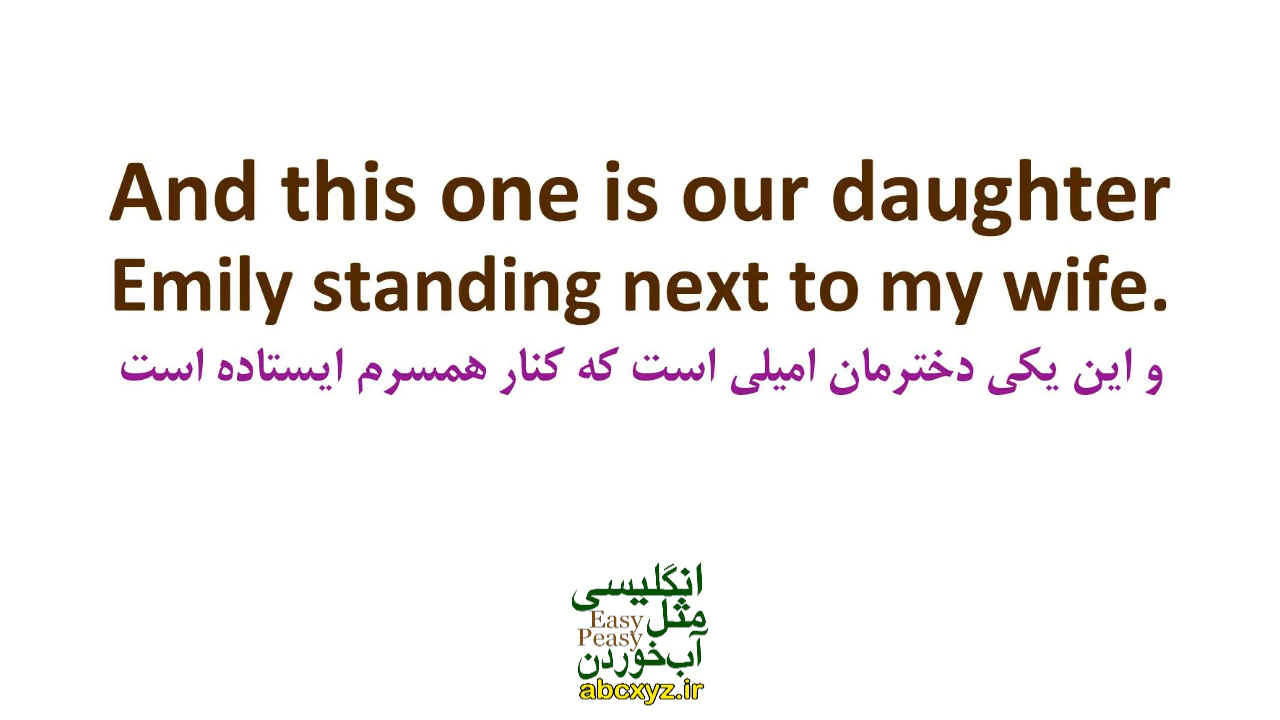 And this one is our daughter
Emily standing next to my wife.
و این یکی دخترمان امیلی است که کنار همسرم ایستاده است
انگلیسی
مثل
Easy
Peasy
آب‌خوردن
abcxyz.ir